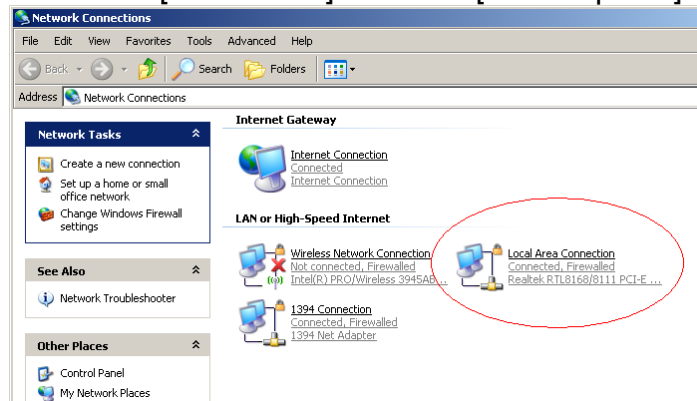 Network Connections
File Edit View Favorites Tools Advanced Help
Back Search Folders
Address Network Connections
Network Tasks
Create a new connection
Set up a home or small
office network
Change Windows Firewall
settings
See Also
Network Troubleshooter
Other Places
Control Panel
My Network Places
Internet Gateway
Internet Connection
Connected
Internet Connection
LAN or High-Speed Internet
Wireless Network Connection
Not connected, Firewalled
Intel(R) PRO/Wireless 3945AB...
Local Area Connection
Connected, Firewalled
Realtek RTL8168/8111 PCI-E ...
1394 Connection
Connected, Firewalled
1394 Net Adapter